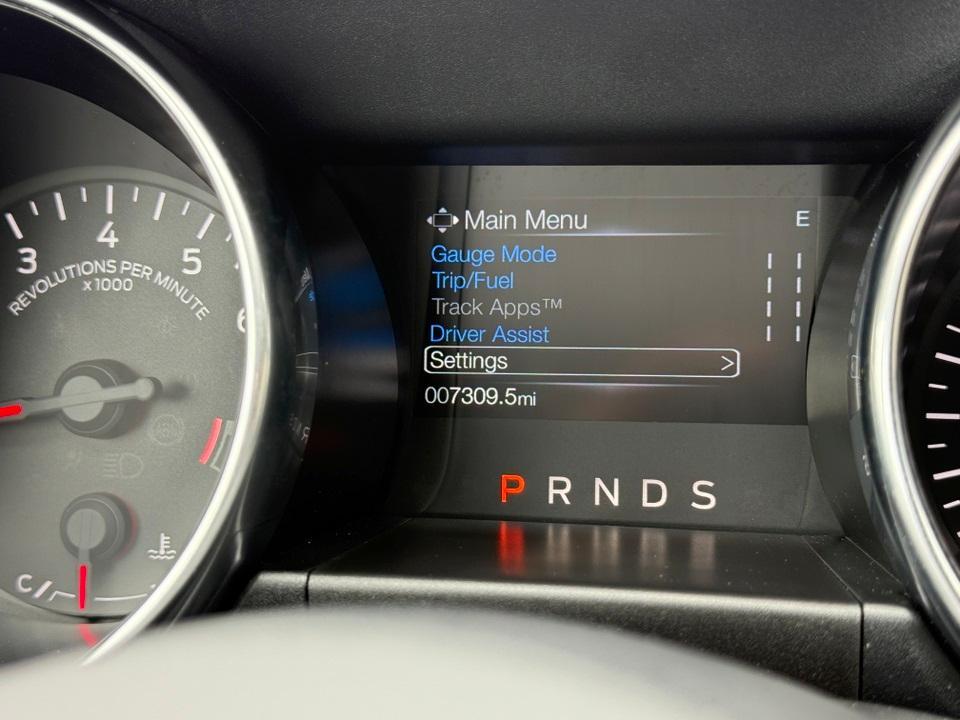 Main Menu E
Gauge Mode
Trip/Fuel
Track Apps™
Driver Assist
Settings >
007309.5mi
P R N D S
3 4 5 6
REVOLUTIONS PER MINUTE
x1000
C